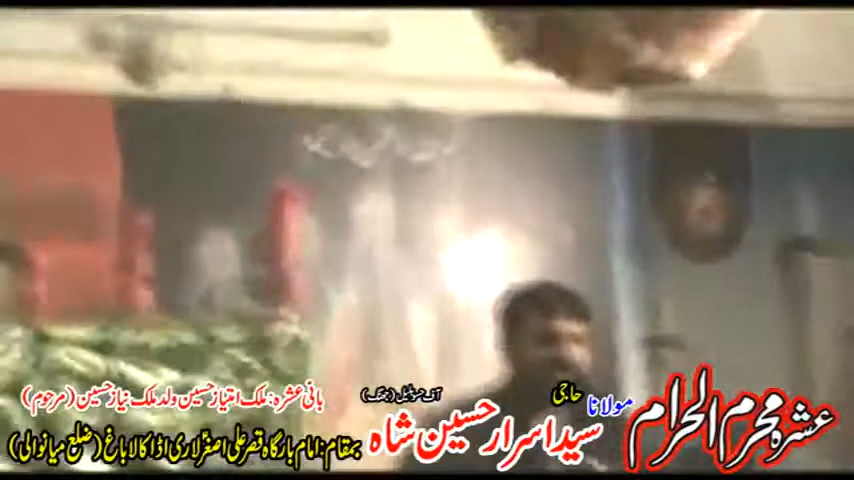 عشرہ محرم الحرام
مولانا حاجی
سید اسرار حسین شاہ
بانی عشرہ: ملک امتیاز حسین ولد ملک نیاز حسین (مرحوم)
بمقام: امام بارگاہ قصر علی اصغرؑ لاری اڈا کالاباغ (ضلع میانوالی)